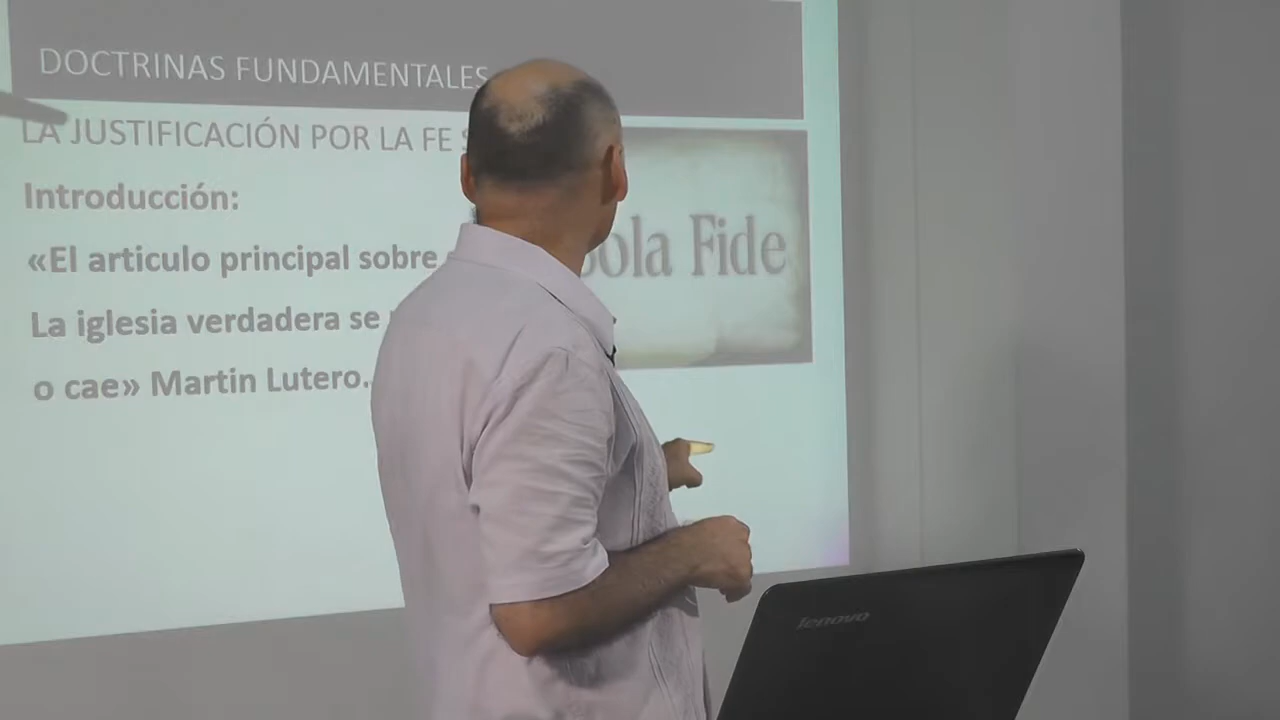 DOCTRINAS FUNDAMENTALES
LA JUSTIFICACIÓN POR LA FE
Introducción:
«El articulo principal sobre
La iglesia verdadera se
o cae» Martin Lutero.
Sola Fide
lenovo